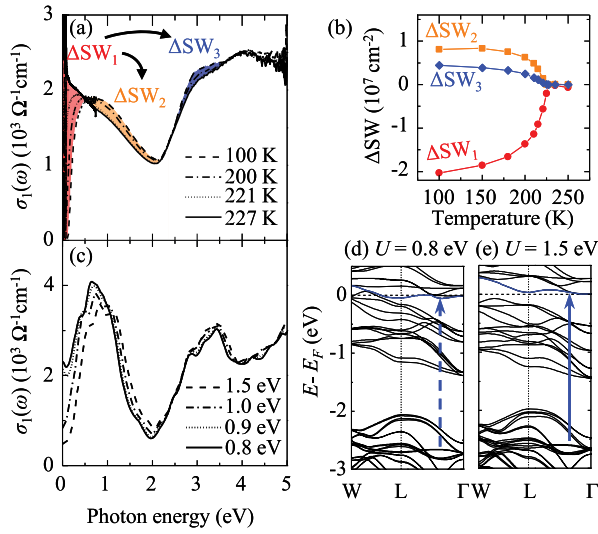 (a)
ΔSW1
ΔSW3
ΔSW2
100 K
200 K
221 K
227 K
σ1(ω) (10³ Ω⁻¹cm⁻¹)
3
2
1
0
(b)
ΔSW2
ΔSW3
ΔSW1
ΔSW (10⁷ cm⁻²)
1
0
-1
-2
100 150 200 250
Temperature (K)
(c)
1.5 eV
1.0 eV
0.9 eV
0.8 eV
σ1(ω) (10³ Ω⁻¹cm⁻¹)
4
2
0
0 1 2 3 4 5
Photon energy (eV)
(d) U = 0.8 eV
(e) U = 1.5 eV
E-EF (eV)
0
-1
-2
-3
W L Γ
W L Γ